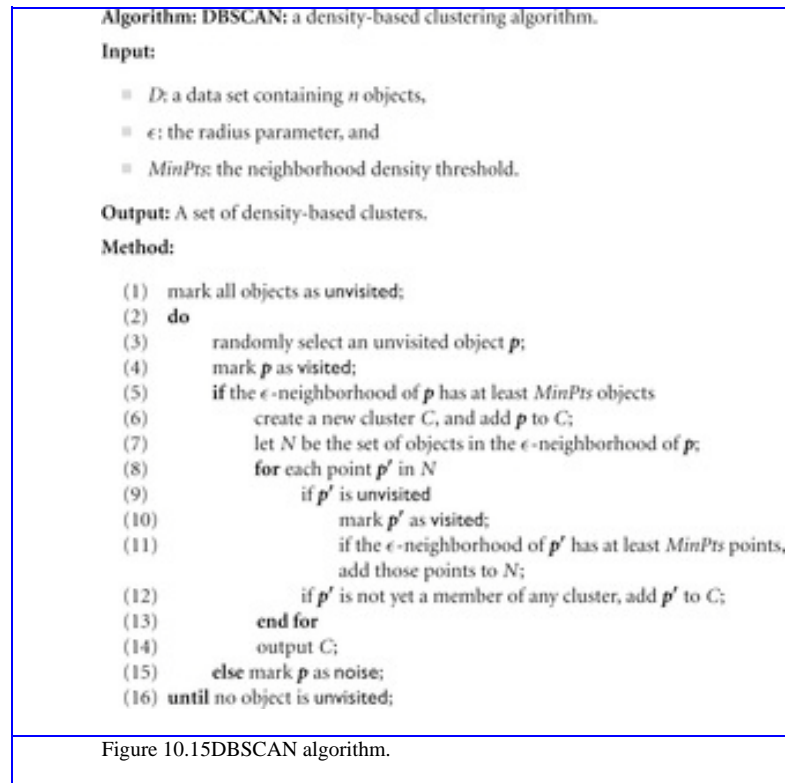 Algorithm: DBSCAN: a density-based clustering algorithm.
Input:
D: a data set containing n objects,
ϵ: the radius parameter, and
MinPts: the neighborhood density threshold.
Output: A set of density-based clusters.
Method:
(1) mark all objects as unvisited;
(2) do
(3) randomly select an unvisited object p;
(4) mark p as visited;
(5) if the ϵ-neighborhood of p has at least MinPts objects
(6) create a new cluster C, and add p to C;
(7) let N be the set of objects in the ϵ-neighborhood of p;
(8) for each point p′ in N
(9) if p′ is unvisited
(10) mark p′ as visited;
(11) if the ϵ-neighborhood of p′ has at least MinPts points,
add those points to N;
(12) if p′ is not yet a member of any cluster, add p′ to C;
(13) end for
(14) output C;
(15) else mark p as noise;
(16) until no object is unvisited;
Figure 10.15DBSCAN algorithm.